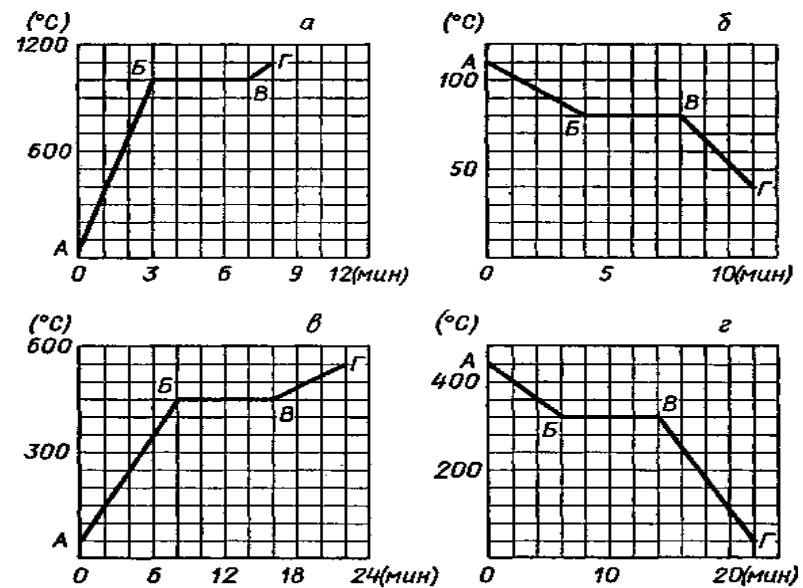 (°C) а
1200
600
А Б В Г
0 3 6 9 12(мин)
(°C) б
100
50
А Б В Г
0 5 10(мин)
(°C) в
600
300
А Б В Г
0 6 12 18 24(мин)
(°C) г
400
200
А Б В Г
0 10 20(мин)